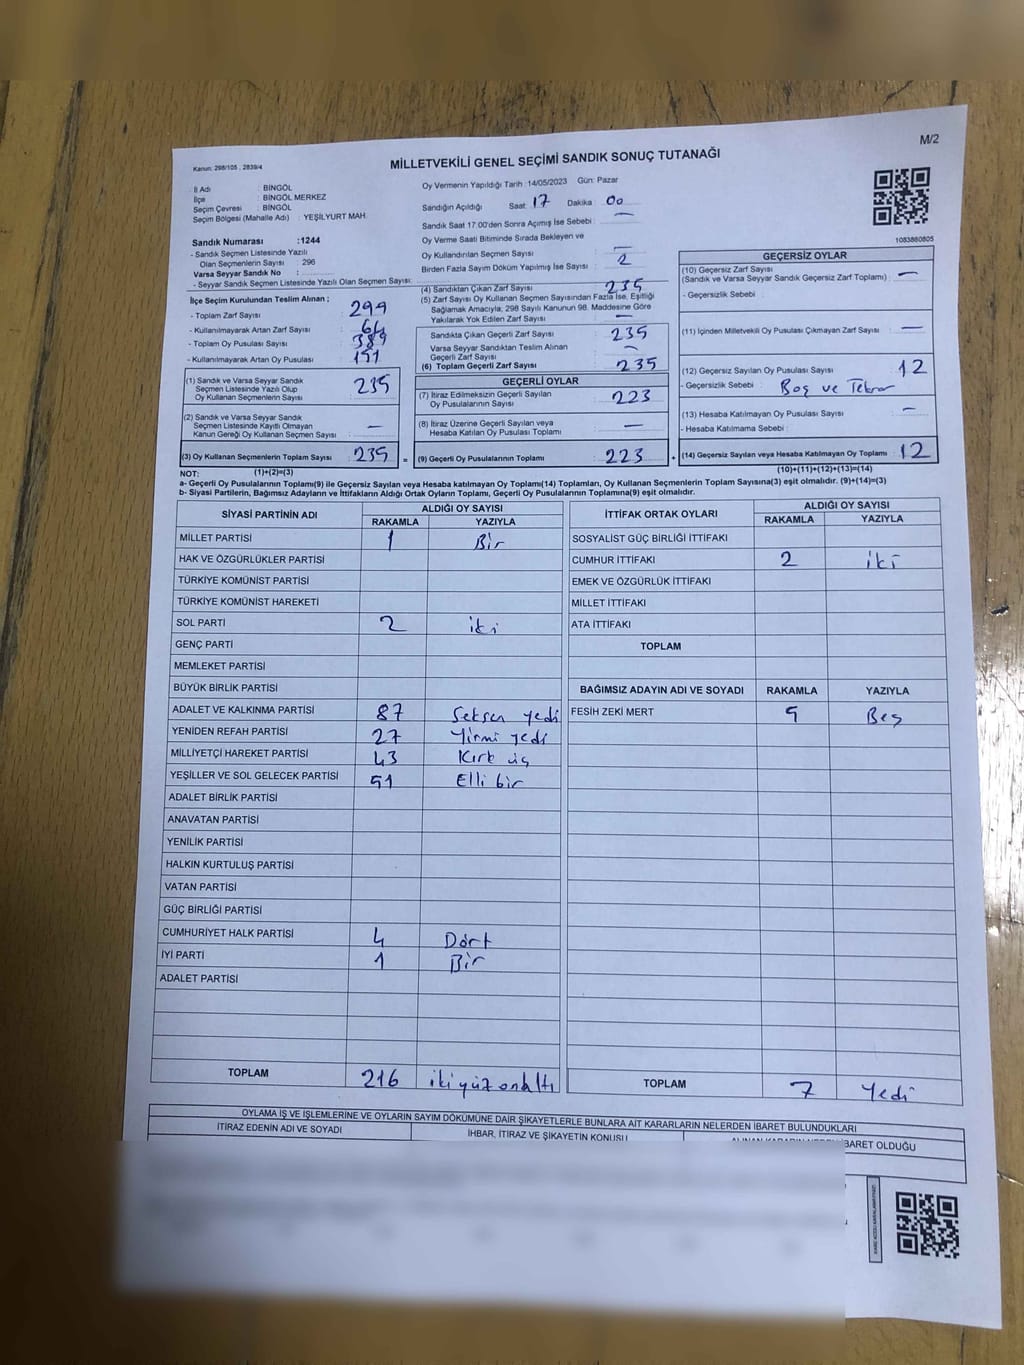 M/2
Kanun: 298/105 , 2839/4
MİLLETVEKİLİ GENEL SEÇİMİ SANDIK SONUÇ TUTANAĞI
İl Adı : BİNGÖL
İlçe : BİNGÖL MERKEZ
Seçim Çevresi : BİNGÖL
Seçim Bölgesi (Mahalle Adı) : YEŞİLYURT MAH.
Sandık Numarası :1244
- Sandık Seçmen Listesinde Yazılı
Olan Seçmenlerin Sayısı : 296
Varsa Seyyar Sandık No :
- Seyyar Sandık Seçmen Listesinde Yazılı Olan Seçmen Sayısı:
İlçe Seçim Kurulundan Teslim Alınan ;
- Toplam Zarf Sayısı : 299
- Kullanılmayarak Artan Zarf Sayısı : 64
- Toplam Oy Pusulası Sayısı : 389
- Kullanılmayarak Artan Oy Pusulası : 151
(1) Sandık ve Varsa Seyyar Sandık
Seçmen Listesinde Yazılı Olup
Oy Kullanan Seçmenlerin Sayısı : 235
(2) Sandık ve Varsa Seyyar Sandık
Seçmen Listesinde Kayıtlı Olmayan
Kanun Gereği Oy Kullanan Seçmen Sayısı : —
(3) Oy Kullanan Seçmenlerin Toplam Sayısı : 235
Oy Vermenin Yapıldığı Tarih : 14/05/2023 Gün: Pazar
Sandığın Açıldığı Saat : 17 Dakika : 00
Sandık Saat 17.00'den Sonra Açımış İse Sebebi : —
Oy Verme Saati Bitiminde Sırada Bekleyen ve
Oy Kullandırılan Seçmen Sayısı : —
Birden Fazla Sayım Döküm Yapılmış İse Sayısı : 2
(4) Sandıktan Çıkan Zarf Sayısı : 235
(5) Zarf Sayısı Oy Kullanan Seçmen Sayısından Fazla İse, Eşitliği
Sağlamak Amacıyla; 298 Sayılı Kanunun 98. Maddesine Göre
Yakılarak Yok Edilen Zarf Sayısı : —
Sandıkta Çıkan Geçerli Zarf Sayısı : 235
Varsa Seyyar Sandıktan Teslim Alınan
Geçerli Zarf Sayısı : —
(6) Toplam Geçerli Zarf Sayısı : 235
GEÇERLİ OYLAR
(7) İtiraz Edilmeksizin Geçerli Sayılan
Oy Pusulalarının Sayısı : 223
(8) İtiraz Üzerine Geçerli Sayılan veya
Hesaba Katılan Oy Pusulası Toplamı : —
= (9) Geçerli Oy Pusulalarının Toplamı : 223
1083860805
GEÇERSİZ OYLAR
(10) Geçersiz Zarf Sayısı
(Sandık ve Varsa Seyyar Sandık Geçersiz Zarf Toplamı) : —
- Geçersizlik Sebebi :
(11) İçinden Milletvekili Oy Pusulası Çıkmayan Zarf Sayısı : —
(12) Geçersiz Sayılan Oy Pusulası Sayısı : 12
- Geçersizlik Sebebi : Boş ve Tekrar
(13) Hesaba Katılmayan Oy Pusulası Sayısı : —
- Hesaba Katılmama Sebebi :
+ (14) Geçersiz Sayılan veya Hesaba Katılmayan Oy Toplamı : 12
NOT: (1)+(2)=(3) (10)+(11)+(12)+(13)=(14)
a- Geçerli Oy Pusulalarının Toplamı(9) ile Geçersiz Sayılan veya Hesaba katılmayan Oy Toplamı(14) Toplamları, Oy Kullanan Seçmenlerin Toplam Sayısına(3) eşit olmalıdır. (9)+(14)=(3)
b- Siyasi Partilerin, Bağımsız Adayların ve İttifakların Aldığı Ortak Oyların Toplamı, Geçerli Oy Pusulalarının Toplamına(9) eşit olmalıdır.
SİYASİ PARTİNİN ADI ALDIĞI OY SAYISI
RAKAMLA YAZIYLA
MİLLET PARTİSİ 1 Bir
HAK VE ÖZGÜRLÜKLER PARTİSİ
TÜRKİYE KOMÜNİST PARTİSİ
TÜRKİYE KOMÜNİST HAREKETİ
SOL PARTİ 2 iki
GENÇ PARTİ
MEMLEKET PARTİSİ
BÜYÜK BİRLİK PARTİSİ
ADALET VE KALKINMA PARTİSİ 87 Seksen yedi
YENİDEN REFAH PARTİSİ 27 Yirmi yedi
MİLLİYETÇİ HAREKET PARTİSİ 43 Kırk üç
YEŞİLLER VE SOL GELECEK PARTİSİ 51 Elli bir
ADALET BİRLİK PARTİSİ
ANAVATAN PARTİSİ
YENİLİK PARTİSİ
HALKIN KURTULUŞ PARTİSİ
VATAN PARTİSİ
GÜÇ BİRLİĞİ PARTİSİ
CUMHURİYET HALK PARTİSİ 4 Dört
İYİ PARTİ 1 Bir
ADALET PARTİSİ
TOPLAM 216 iki yüz onaltı
İTTİFAK ORTAK OYLARI ALDIĞI OY SAYISI
RAKAMLA YAZIYLA
SOSYALİST GÜÇ BİRLİĞİ İTTİFAKI
CUMHUR İTTİFAKI 2 iki
EMEK VE ÖZGÜRLÜK İTTİFAKI
MİLLET İTTİFAKI
ATA İTTİFAKI
TOPLAM
BAĞIMSIZ ADAYIN ADI VE SOYADI RAKAMLA YAZIYLA
FESİH ZEKİ MERT 5 Beş
TOPLAM 7 Yedi
OYLAMA İŞ VE İŞLEMLERİNE VE OYLARIN SAYIM DÖKÜMÜNE DAİR ŞİKAYETLERLE BUNLARA AİT KARARLARIN NELERDEN İBARET BULUNDUKLARI
İTİRAZ EDENİN ADI VE SOYADI İHBAR, İTİRAZ VE ŞİKAYETİN KONUSU İBARET OLDUĞU